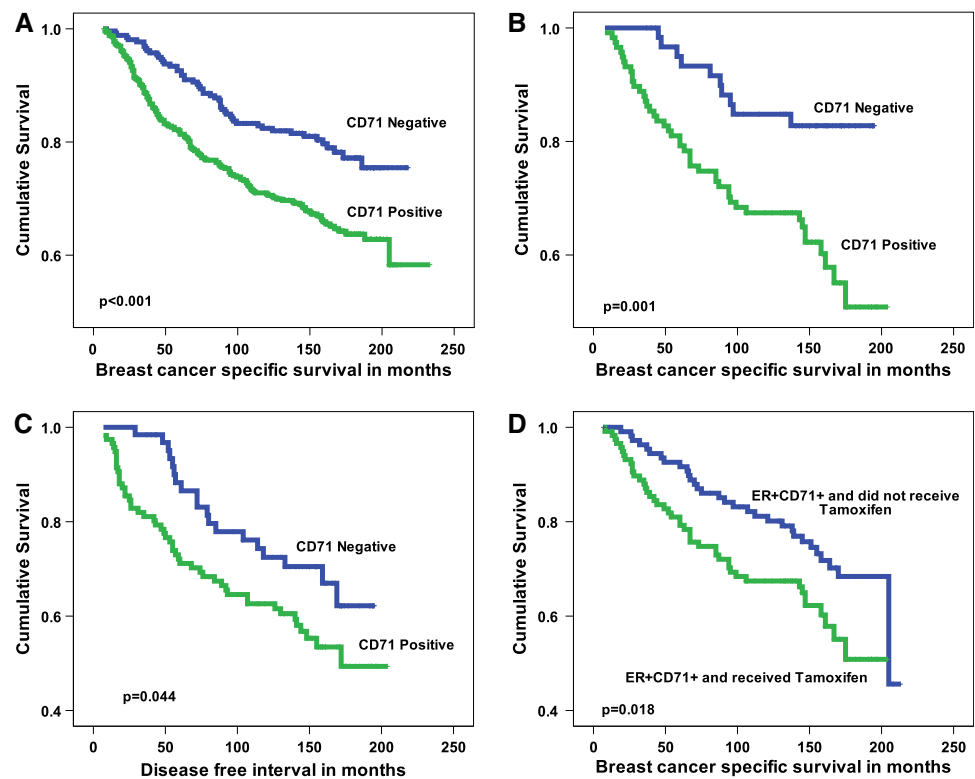 A
Cumulative Survival
1.0
0.8
0.6
CD71 Negative
CD71 Positive
p<0.001
0 50 100 150 200 250
Breast cancer specific survival in months
B
Cumulative Survival
1.0
0.8
0.6
CD71 Negative
CD71 Positive
p=0.001
0 50 100 150 200 250
Breast cancer specific survival in months
C
Cumulative Survival
1.0
0.8
0.6
0.4
CD71 Negative
CD71 Positive
p=0.044
0 50 100 150 200 250
Disease free interval in months
D
Cumulative Survival
1.0
0.8
0.6
0.4
ER+CD71+ and did not receive
Tamoxifen
ER+CD71+ and received Tamoxifen
p=0.018
0 50 100 150 200 250
Breast cancer specific survival in months